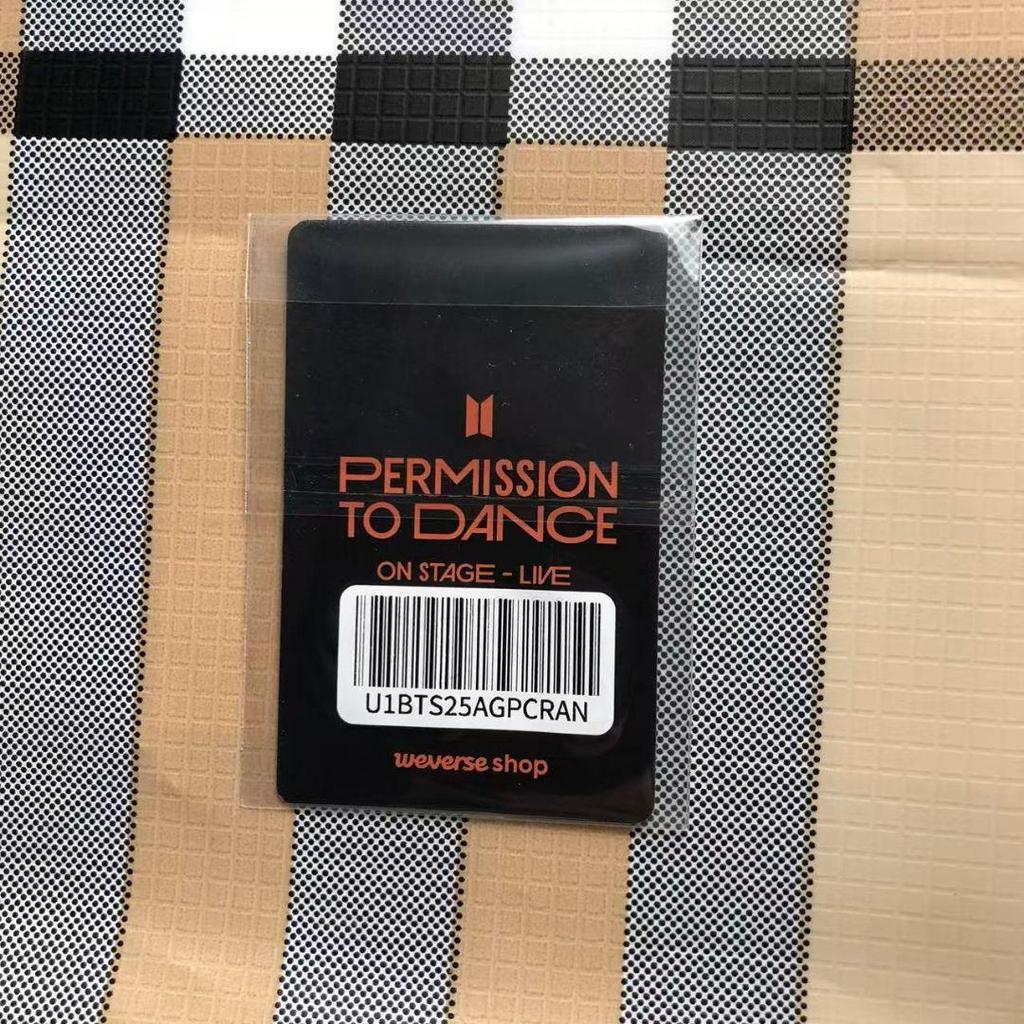 PERMISSION
TO DANCE
ON STAGE - LIVE
U1BTS25AGPCRAN
weverse shop